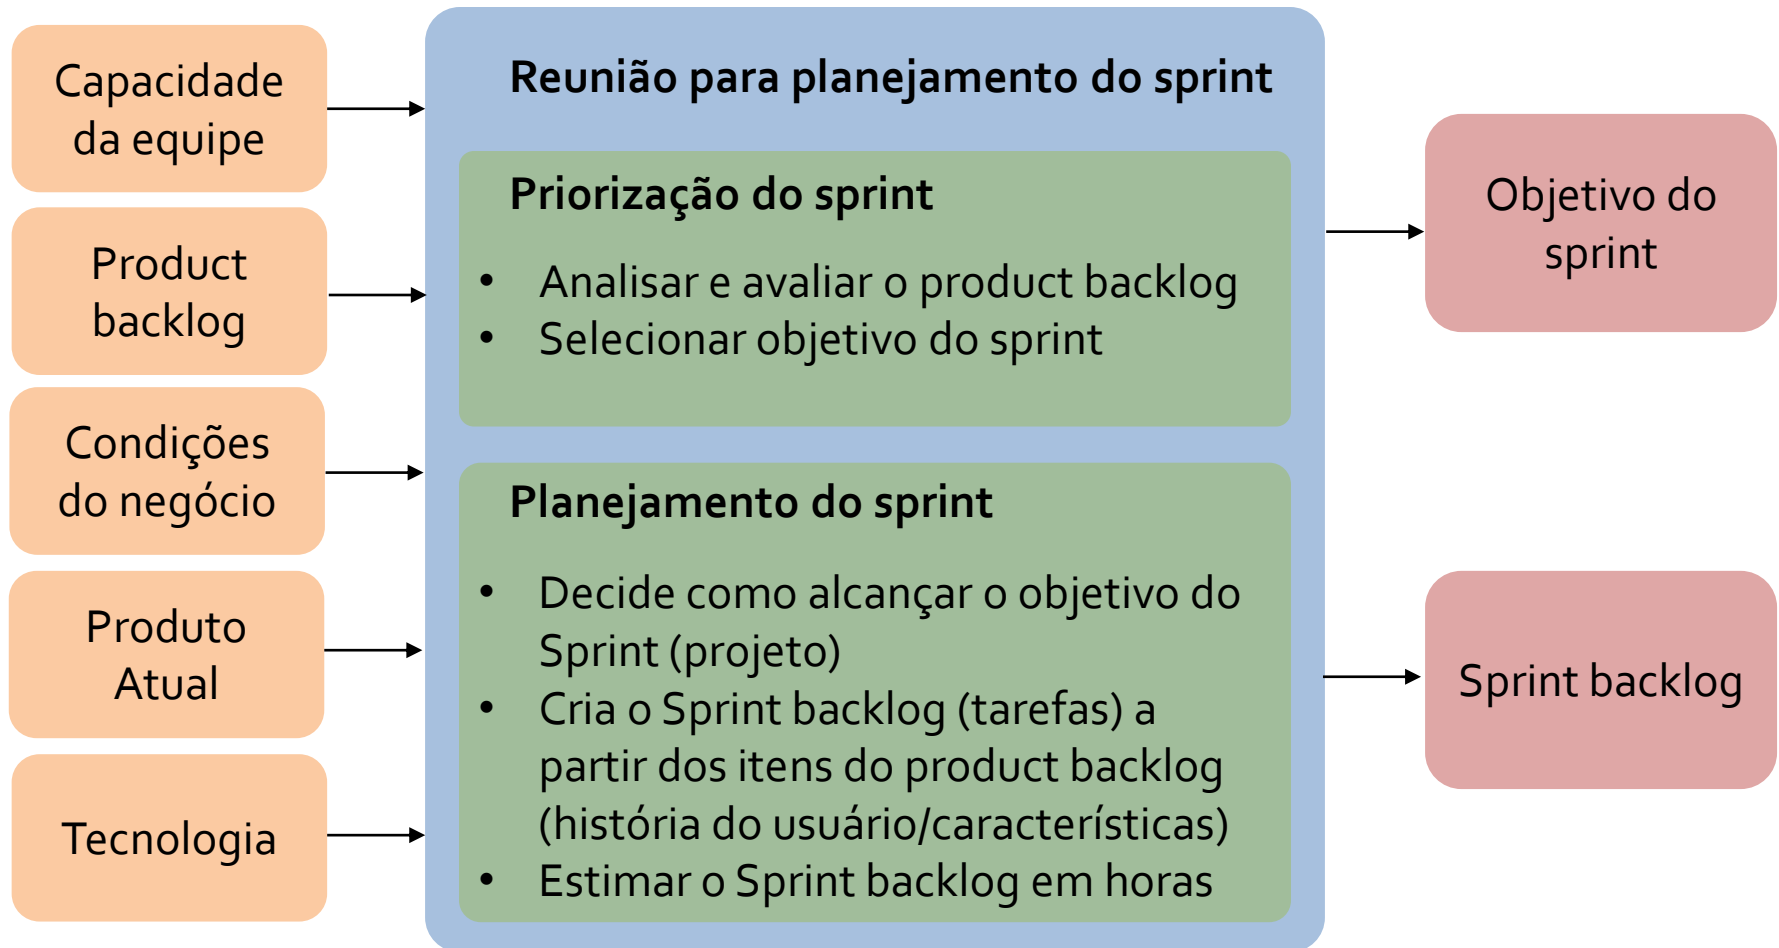 Capacidade
da equipe
Product
backlog
Condições
do negócio
Produto
Atual
Tecnologia
Reunião para planejamento do sprint
Priorização do sprint
• Analisar e avaliar o product backlog
• Selecionar objetivo do sprint
Planejamento do sprint
• Decide como alcançar o objetivo do
Sprint (projeto)
• Cria o Sprint backlog (tarefas) a
partir dos itens do product backlog
(história do usuário/características)
• Estimar o Sprint backlog em horas
Objetivo do
sprint
Sprint backlog